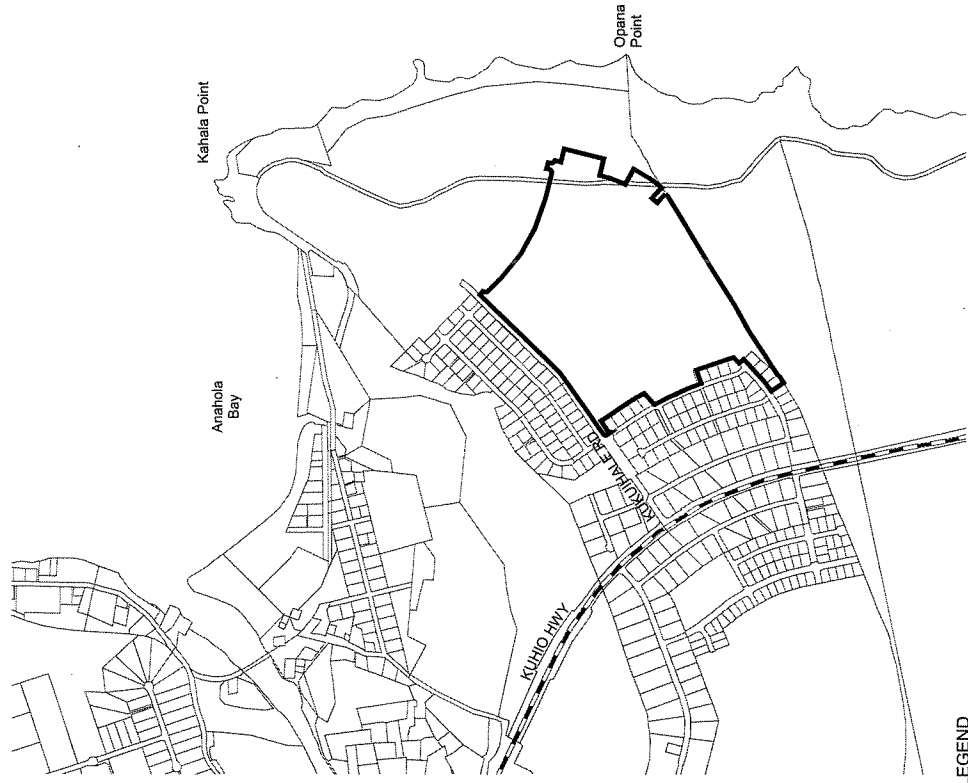 Kahala Point
Opana
Point
Anahola
Bay
KUKUIHALE RD
KUHIO HWY
LEGEND